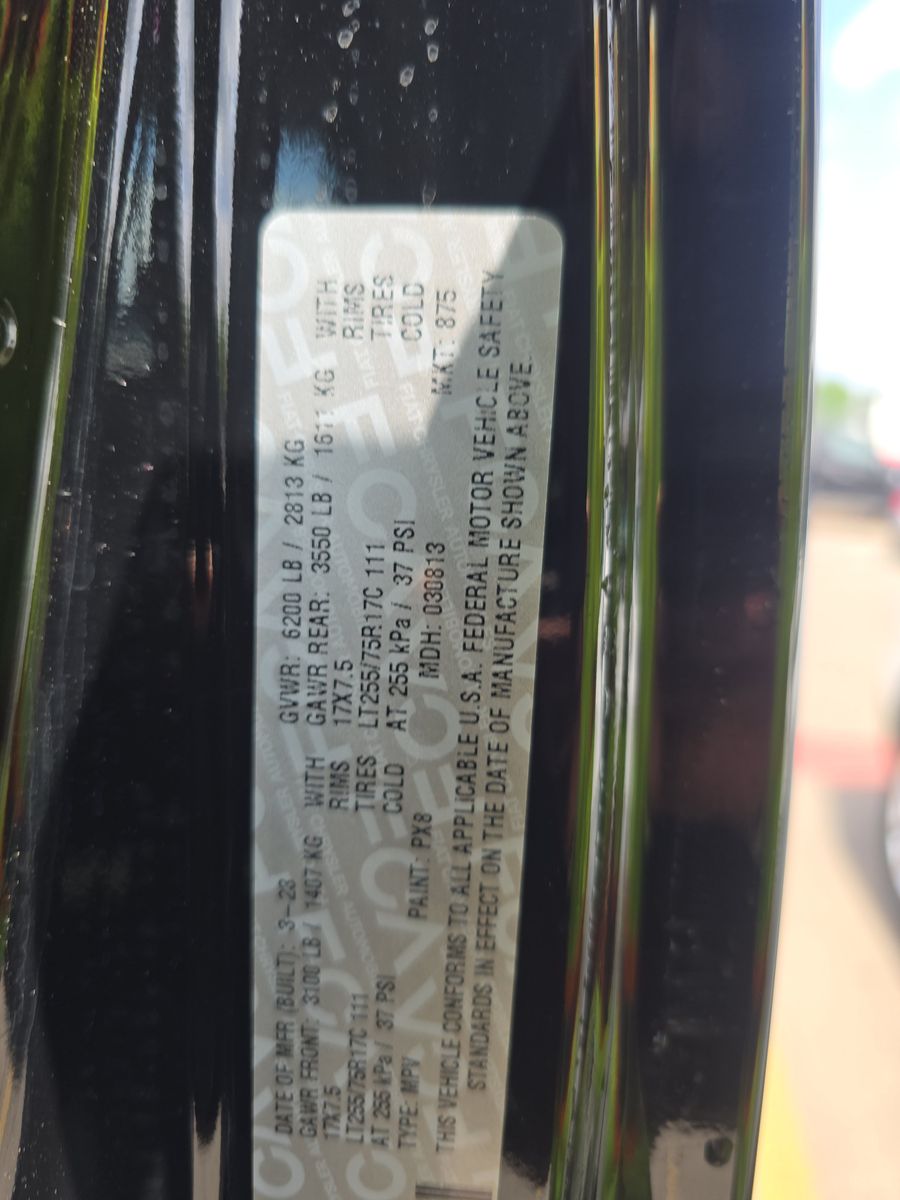 DATE OF MFR (BUILT): 3-23 GVWR: 6200 LB / 2813 KG
GAWR FRONT: 3100 LB / 1407 KG WITH GAWR REAR: 3550 LB / 1611 KG WITH
17X7.5 RIMS 17X7.5 RIMS
LT255/75R17C 111 TIRES LT255/75R17C 111 TIRES
AT 255 kPa / 37 PSI COLD AT 255 kPa / 37 PSI COLD
TYPE: MPV PAINT: PX8 MDH: 030813 MKT: 875
THIS VEHICLE CONFORMS TO ALL APPLICABLE U.S.A. FEDERAL MOTOR VEHICLE SAFETY
STANDARDS IN EFFECT ON THE DATE OF MANUFACTURE SHOWN ABOVE.